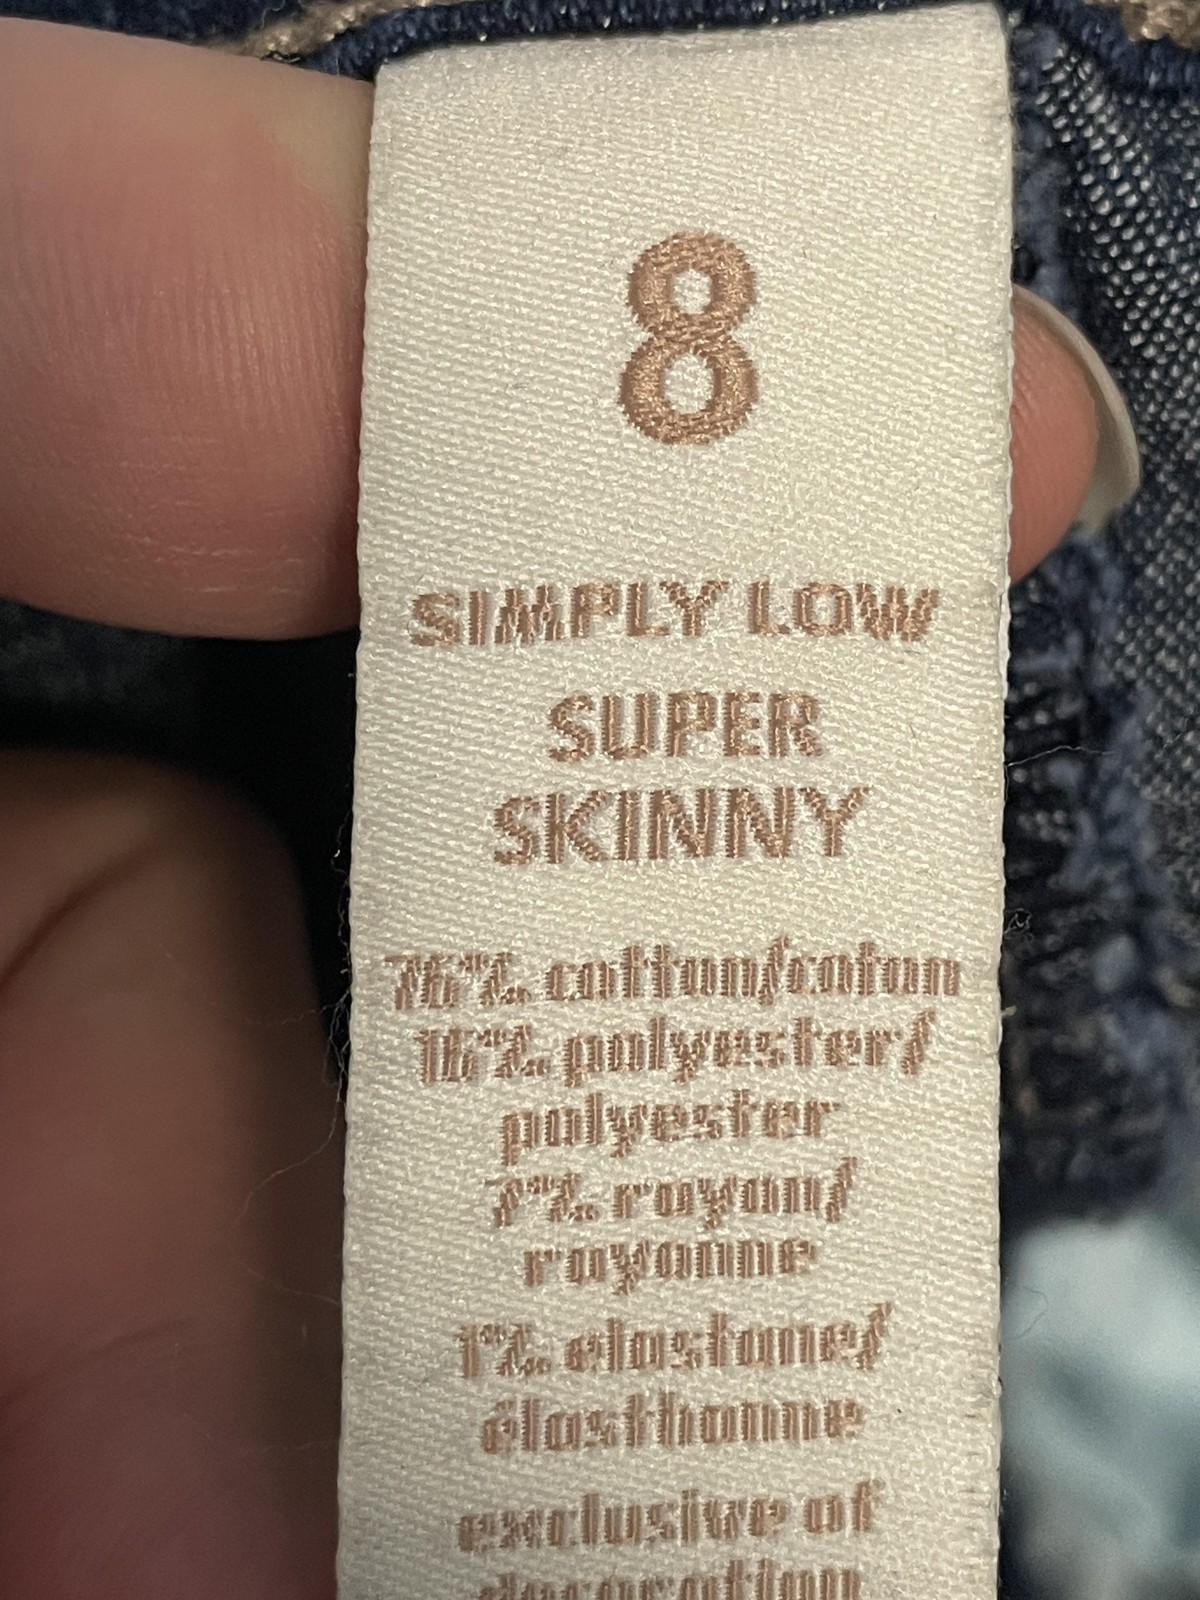 8
SIMPLY LOW
SUPER
SKINNY
76% cotton/coton
16% polyester/
polyester
7% rayon/
rayonne
1% elastane/
élasthanne
exclusive of
decoration